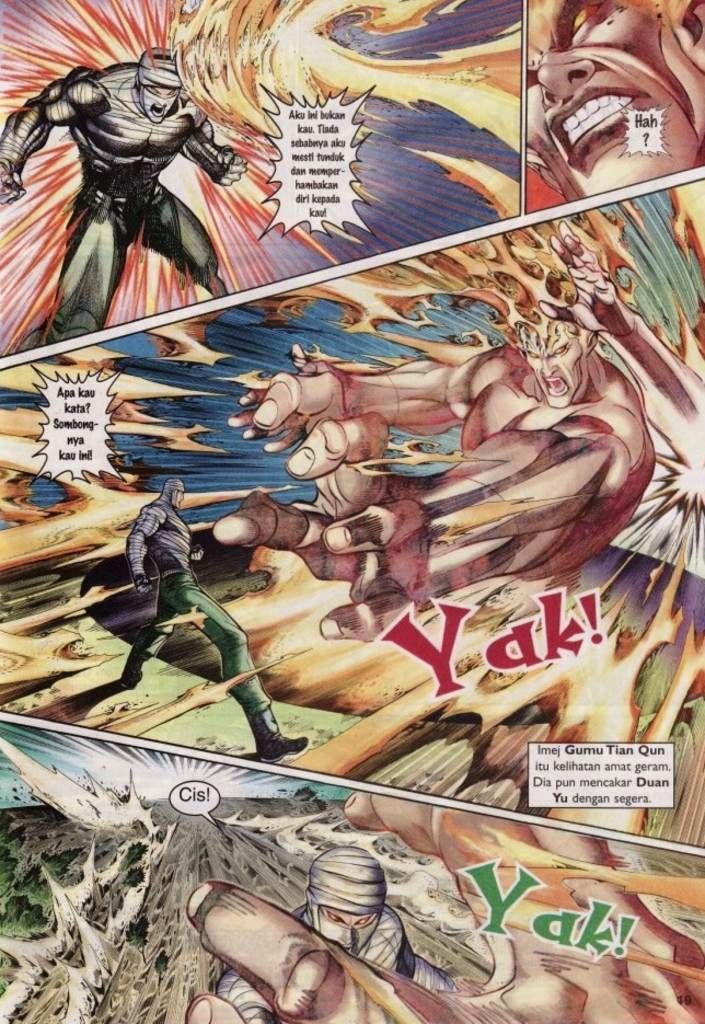 Aku ini bukan
kau. Tiada
sebabnya aku
mesti tunduk
dan memper-
hambakan
diri kepada
kau!
Hah
?
Apa kau
kata?
Sombong-
nya
kau ini!
Yak!
Imej Gumu Tian Qun
itu kelihatan amat geram.
Dia pun mencakar Duan
Yu dengan segera.
Cis!
Yak!
19